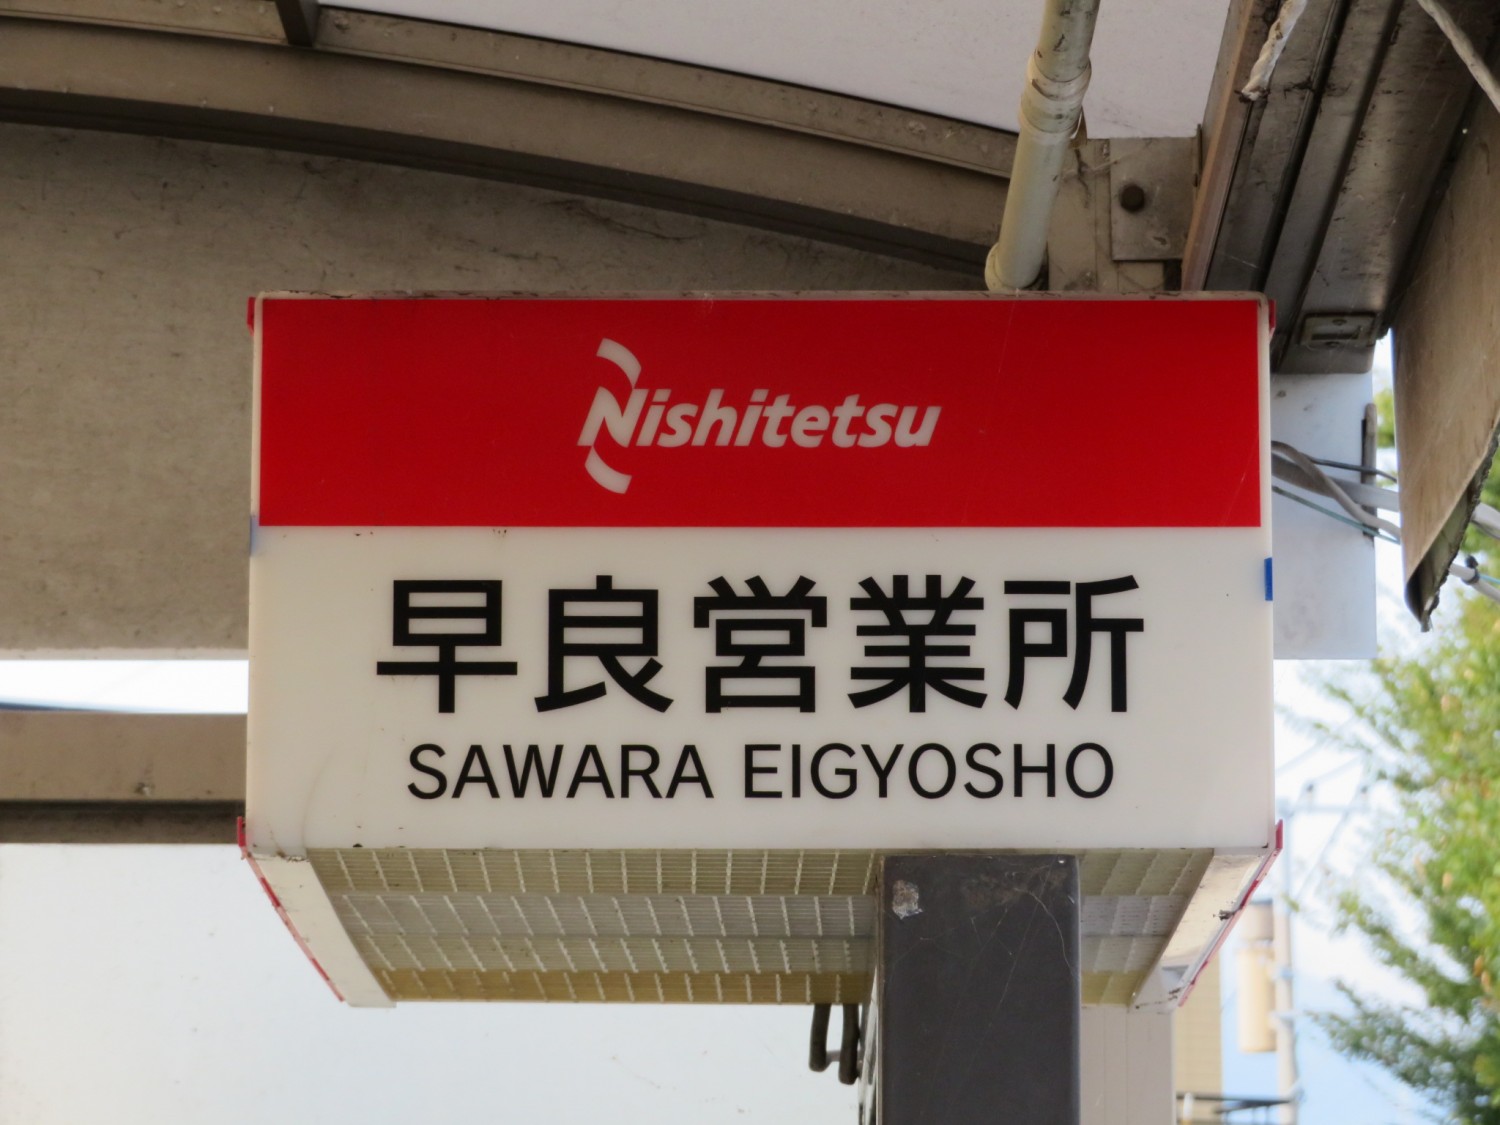 Nishitetsu
早良営業所
SAWARA EIGYOSHO